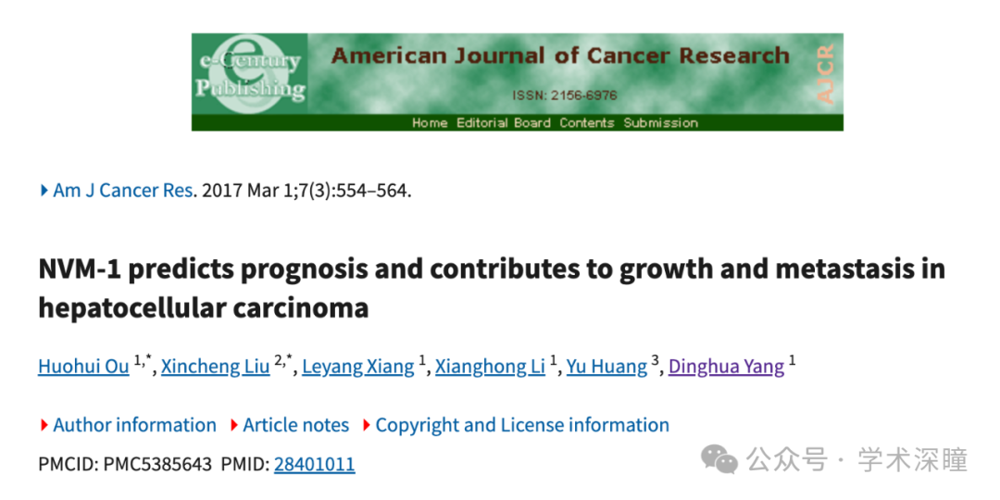 e-Century
Publishing
American Journal of Cancer Research
ISSN: 2156-6976
AJCR
Home Editorial Board Contents Submission
Am J Cancer Res. 2017 Mar 1;7(3):554–564.
NVM-1 predicts prognosis and contributes to growth and metastasis in
hepatocellular carcinoma
Huohui Ou 1,*, Xincheng Liu 2,*, Leyang Xiang 1, Xianghong Li 1, Yu Huang 3, Dinghua Yang 1
Author information Article notes Copyright and License information
PMCID: PMC5385643 PMID: 28401011
公众号 · 学术深瞳